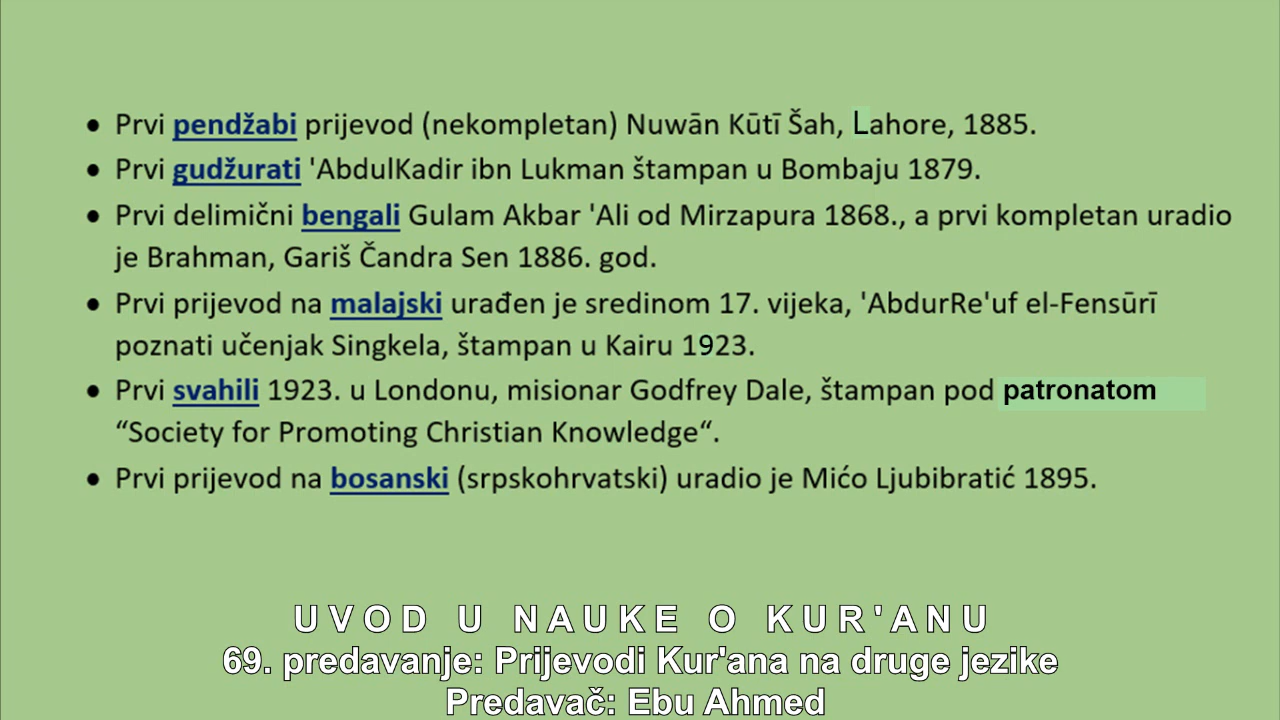 • Prvi pendžabi prijevod (nekompletan) Nuwān Kūtī Šah, Lahore, 1885.
• Prvi gudžurati 'AbdulKadir ibn Lukman štampan u Bombaju 1879.
• Prvi delimični bengali Gulam Akbar 'Ali od Mirzapura 1868., a prvi kompletan uradio
je Brahman, Gariš Čandra Sen 1886. god.
• Prvi prijevod na malajski urađen je sredinom 17. vijeka, 'AbdurRe'uf el-Fensūrī
poznati učenjak Singkela, štampan u Kairu 1923.
• Prvi svahili 1923. u Londonu, misionar Godfrey Dale, štampan pod patronatom
“Society for Promoting Christian Knowledge“.
• Prvi prijevod na bosanski (srpskohrvatski) uradio je Mićo Ljubibratić 1895.
UVOD U NAUKE O KUR'ANU
69. predavanje: Prijevodi Kur'ana na druge jezike
Predavač: Ebu Ahmed